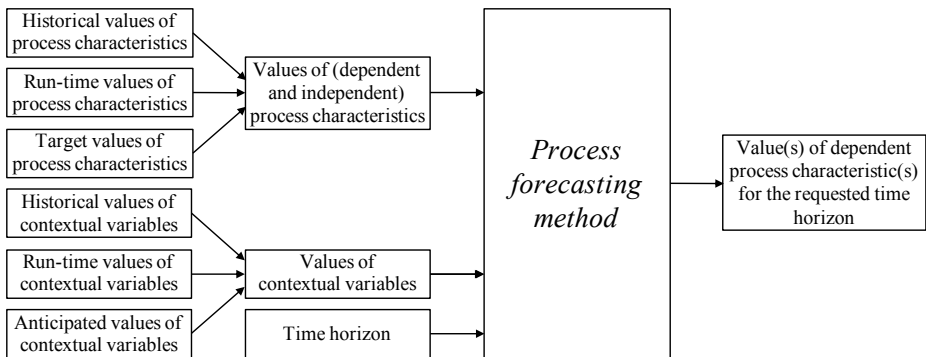 Historical values of
process characteristics
Run-time values of
process characteristics
Target values of
process characteristics
Historical values of
contextual variables
Run-time values of
contextual variables
Anticipated values of
contextual variables
Values of (dependent
and independent)
process characteristics
Values of
contextual variables
Time horizon
Process
forecasting
method
Value(s) of dependent
process characteristic(s)
for the requested time
horizon